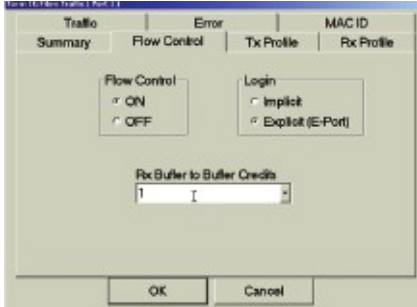 Traffic Error MAC ID
Summary Flow Control Tx Profile Rx Profile
Flow Control
ON
OFF
Login
Implicit
Explicit (E-Port)
Rx Buffer to Buffer Credits
1
OK Cancel